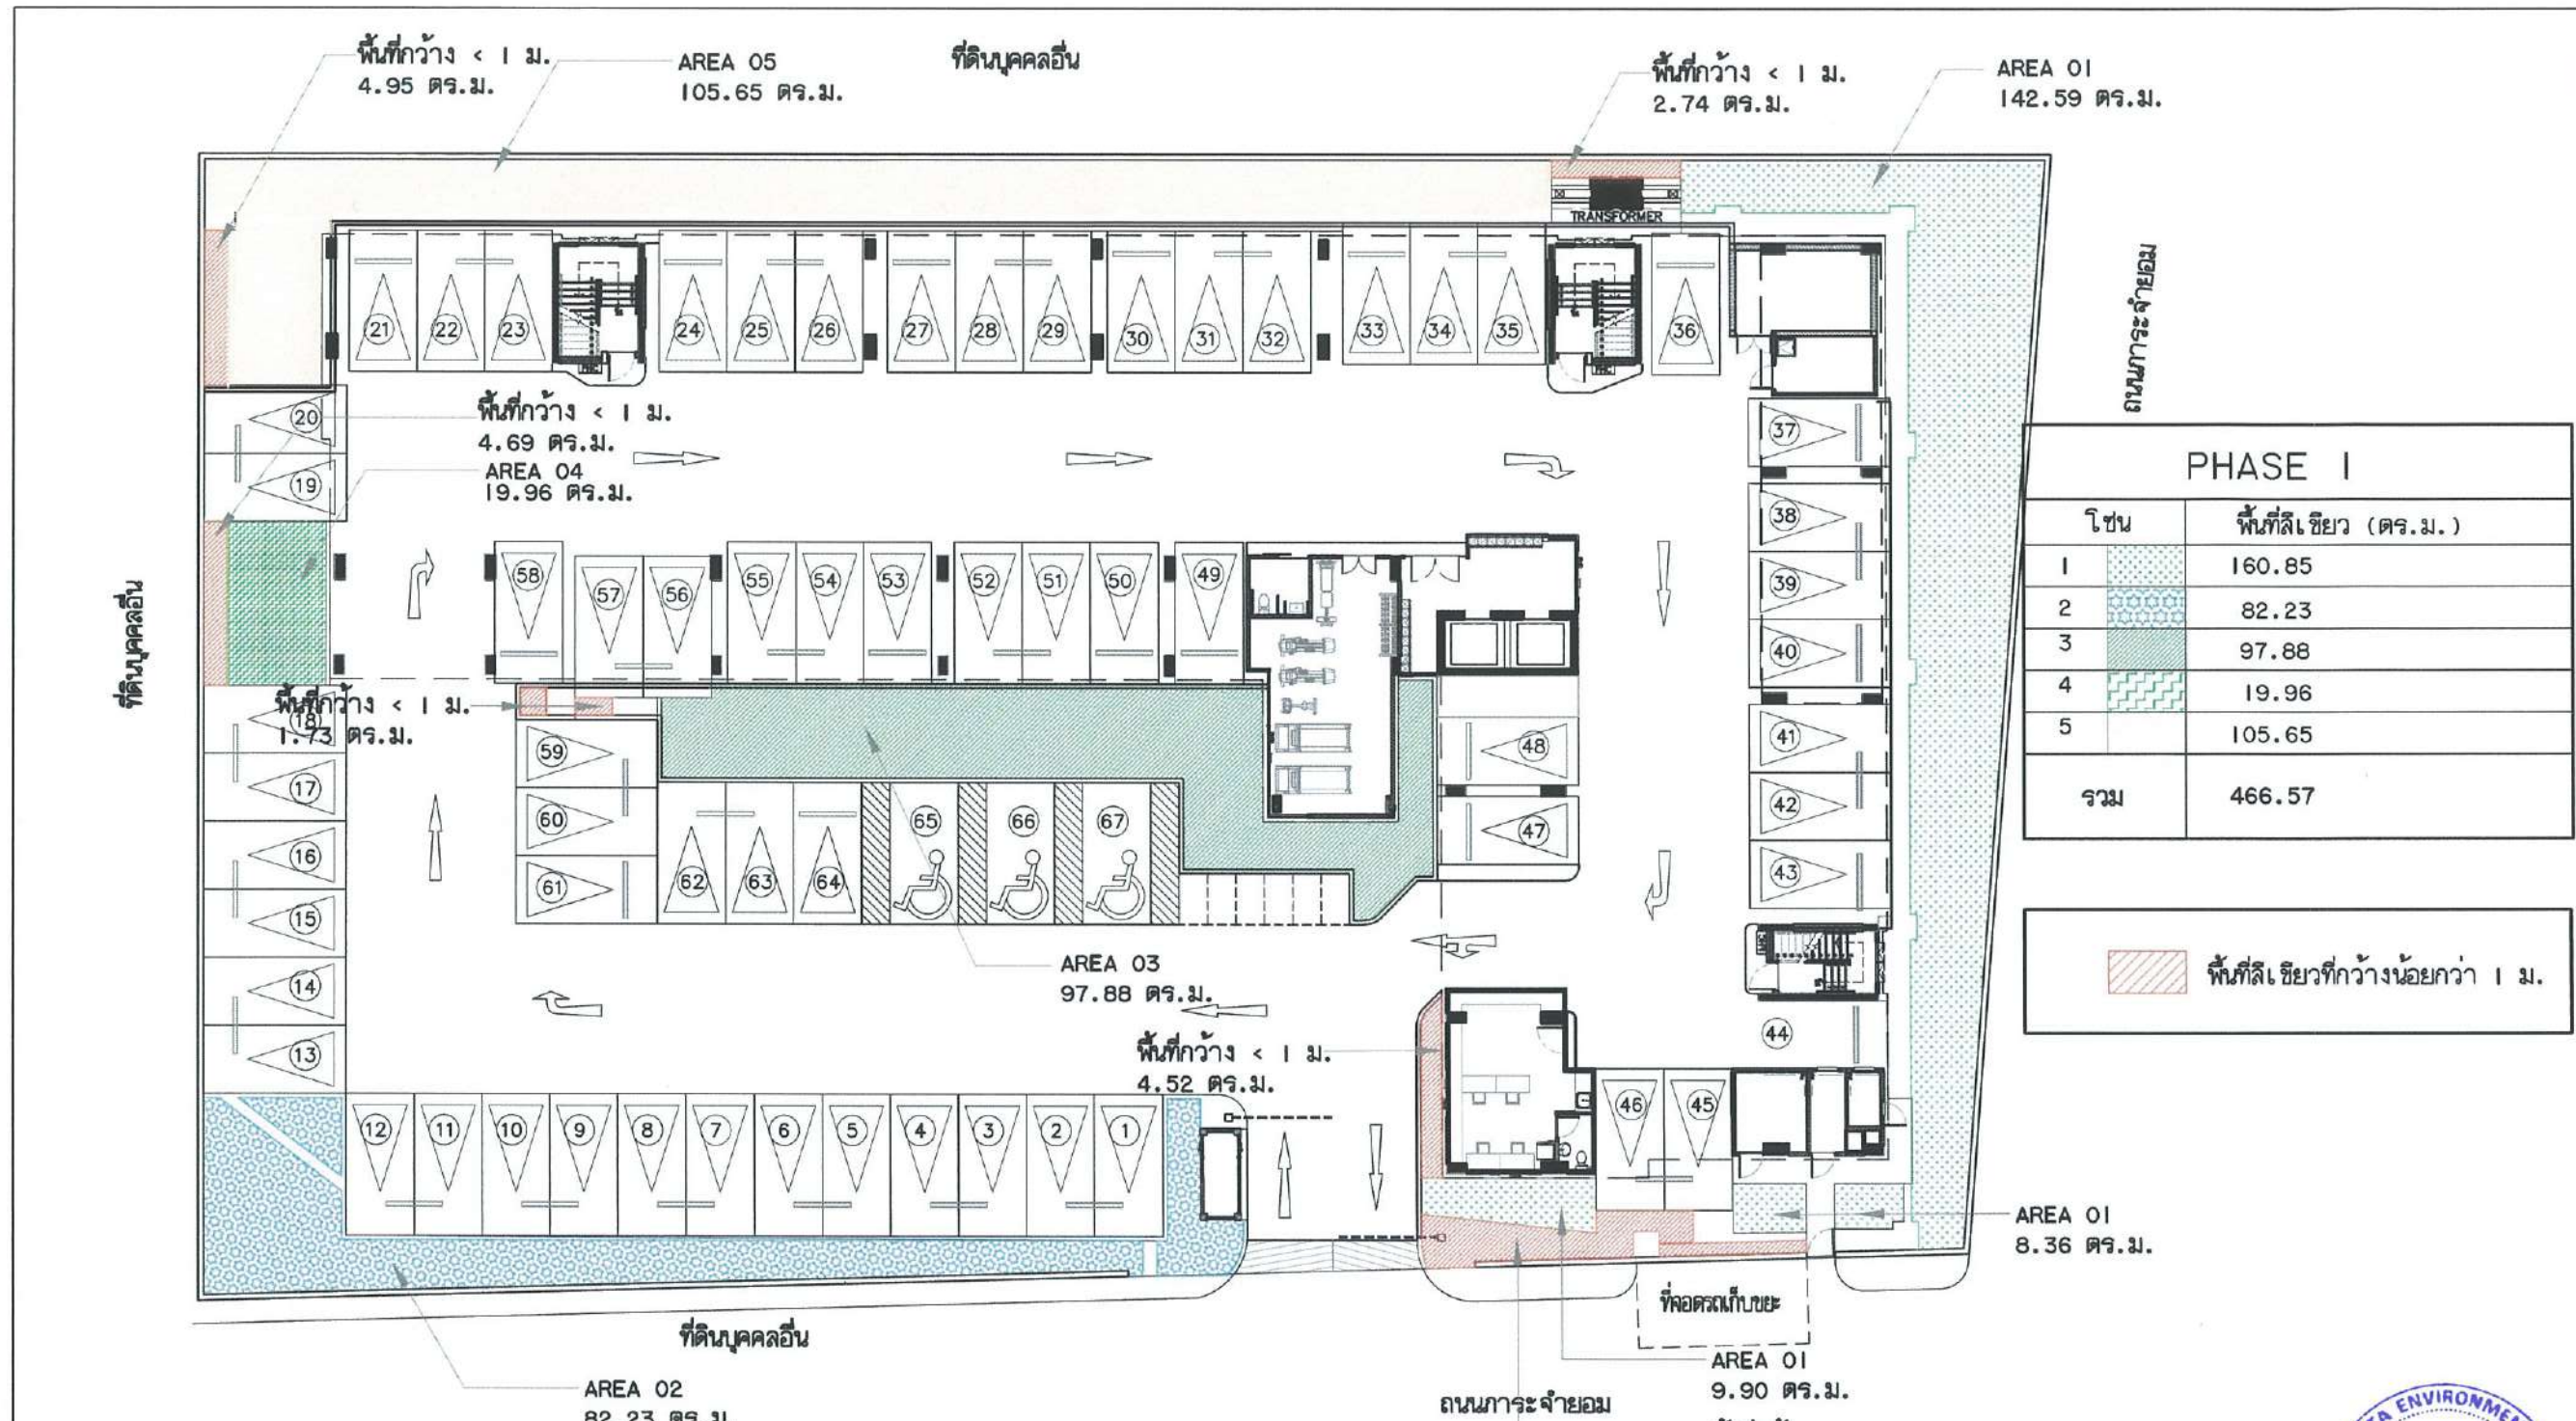 พื้นที่กว้าง < 1 ม.
4.95 ตร.ม.
AREA 05
105.65 ตร.ม.
ที่ดินบุคคลอื่น
พื้นที่กว้าง < 1 ม.
2.74 ตร.ม.
AREA 01
142.59 ตร.ม.
TRANSFORMER
21
22
23
24
25
26
27
28
29
30
31
32
33
34
35
36
ถนนภาระจำยอม
20
19
พื้นที่กว้าง < 1 ม.
4.69 ตร.ม.
AREA 04
19.96 ตร.ม.
37
38
39
40
41
42
43
44
PHASE 1
โซน พื้นที่สีเขียว (ตร.ม.)
1 160.85
2 82.23
3 97.88
4 19.96
5 105.65
รวม 466.57
พื้นที่สีเขียวที่กว้างน้อยกว่า 1 ม.
ที่ดินบุคคลอื่น
58
57
56
55
54
53
52
51
50
49
พื้นที่กว้าง < 1 ม.
1.73 ตร.ม.
18
17
16
15
14
13
59
60
61
62
63
64
65
66
67
48
47
AREA 03
97.88 ตร.ม.
พื้นที่กว้าง < 1 ม.
4.52 ตร.ม.
46
45
12
11
10
9
8
7
6
5
4
3
2
1
AREA 01
8.36 ตร.ม.
ที่จอดรถเก็บขยะ
ที่ดินบุคคลอื่น
AREA 02
82.23 ตร.ม.
AREA 01
9.90 ตร.ม.
ถนนภาระจำยอม
ENVIRONMEN